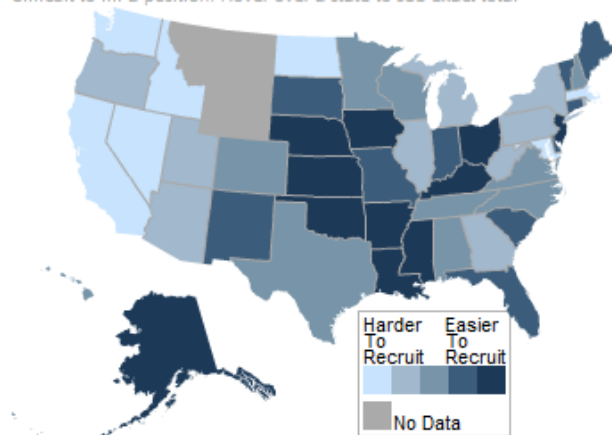 difficult to fill a position. Hover over a state to see exact total
Harder Easier
To To
Recruit Recruit
No Data